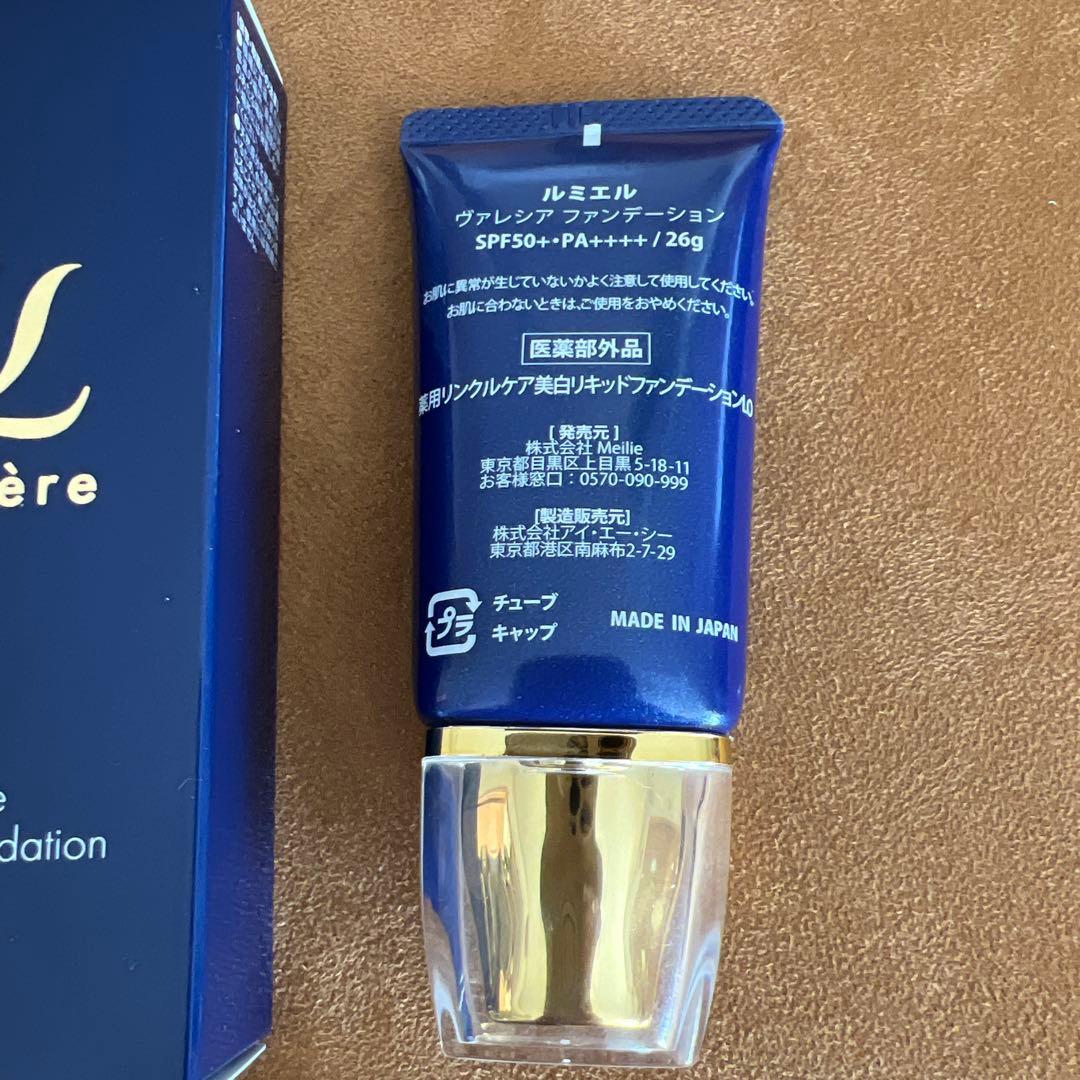 L
ère
e
dation
ルミエル
ヴァレシア ファンデーション
SPF50+・PA++++ / 26g
お肌に異常が生じていないかよく注意して使用してください。
お肌に合わないときは、ご使用をおやめください。
医薬部外品
薬用リンクルケア美白リキッドファンデーションLO
[ 発売元 ]
株式会社 Meilie
東京都目黒区上目黒 5-18-11
お客様窓口：0570-090-999
[製造販売元]
株式会社アイ・エー・シー
東京都港区南麻布2-7-29
プラ
チューブ
キャップ
MADE IN JAPAN